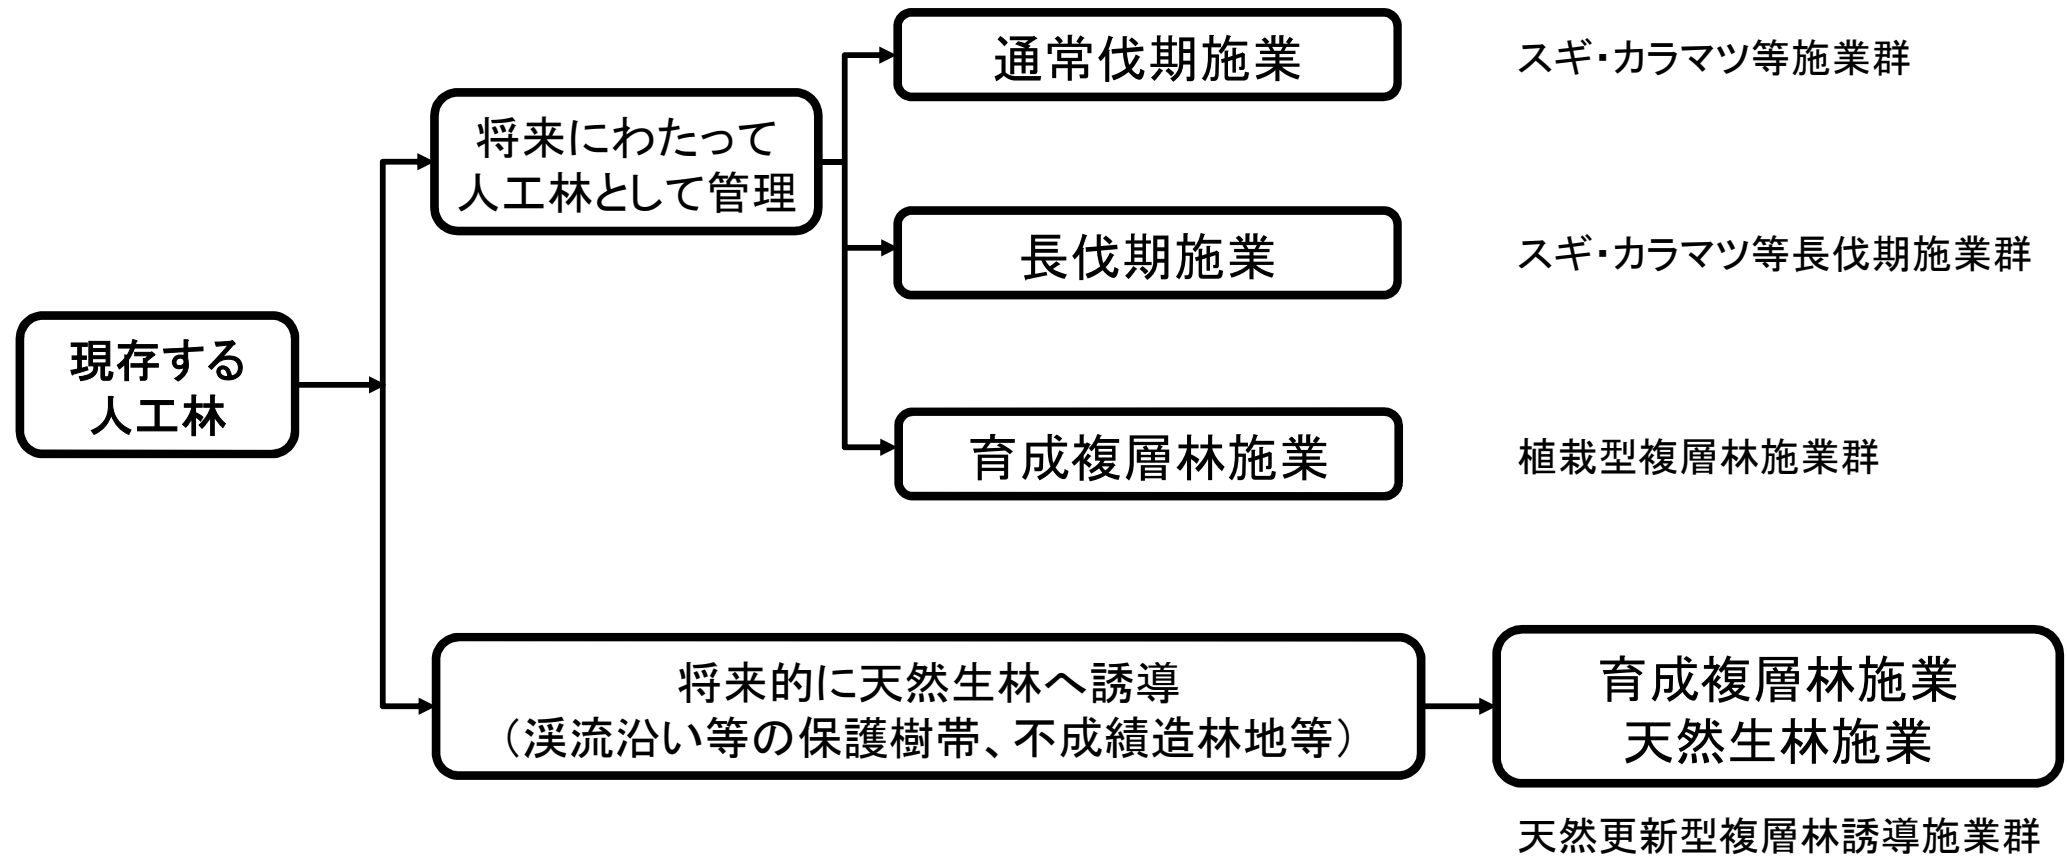 通常伐期施業
スギ・カラマツ等施業群
将来にわたって
人工林として管理
長伐期施業
スギ・カラマツ等長伐期施業群
現存する
人工林
育成複層林施業
植栽型複層林施業群
将来的に天然生林へ誘導
（渓流沿い等の保護樹帯、不成績造林地等）
育成複層林施業
天然生林施業
天然更新型複層林誘導施業群